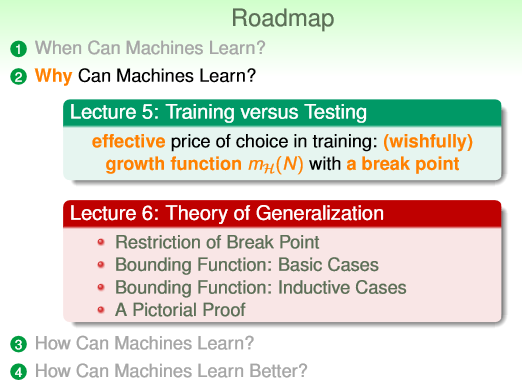 Roadmap
1 When Can Machines Learn?
2 Why Can Machines Learn?
Lecture 5: Training versus Testing
effective price of choice in training: (wishfully)
growth function m_H(N) with a break point
Lecture 6: Theory of Generalization
• Restriction of Break Point
• Bounding Function: Basic Cases
• Bounding Function: Inductive Cases
• A Pictorial Proof
3 How Can Machines Learn?
4 How Can Machines Learn Better?